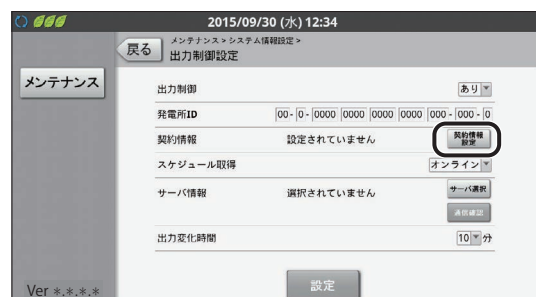 2015/09/30 (水) 12:34
戻る
メンテナンス > システム情報設定 >
出力制御設定
メンテナンス
出力制御 あり
発電所ID 00 - 0 - 0000 0000 0000 0000 000 - 000 - 0
契約情報 設定されていません 契約情報
設定
スケジュール取得 オンライン
サーバ情報 選択されていません サーバ選択
通信確認
出力変化時間 10 分
設定
Ver *.*.*.*